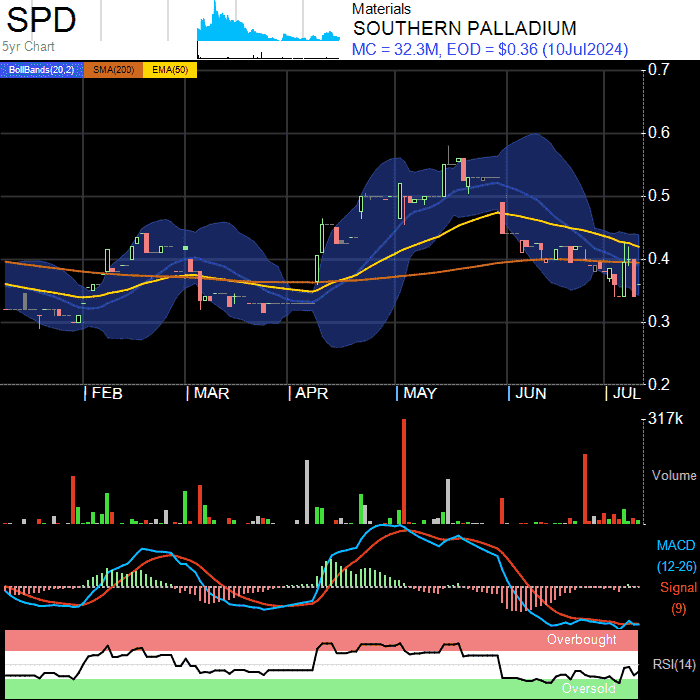 SPD
5yr Chart
Materials
SOUTHERN PALLADIUM
MC = 32.3M, EOD = $0.36 (10Jul2024)
BollBands(20,2) SMA(200) EMA(50)
0.7
0.6
0.5
0.4
0.3
0.2
FEB MAR APR MAY JUN JUL
317k
Volume
MACD
(12-26)
Signal
(9)
Overbought
RSI(14)
Oversold